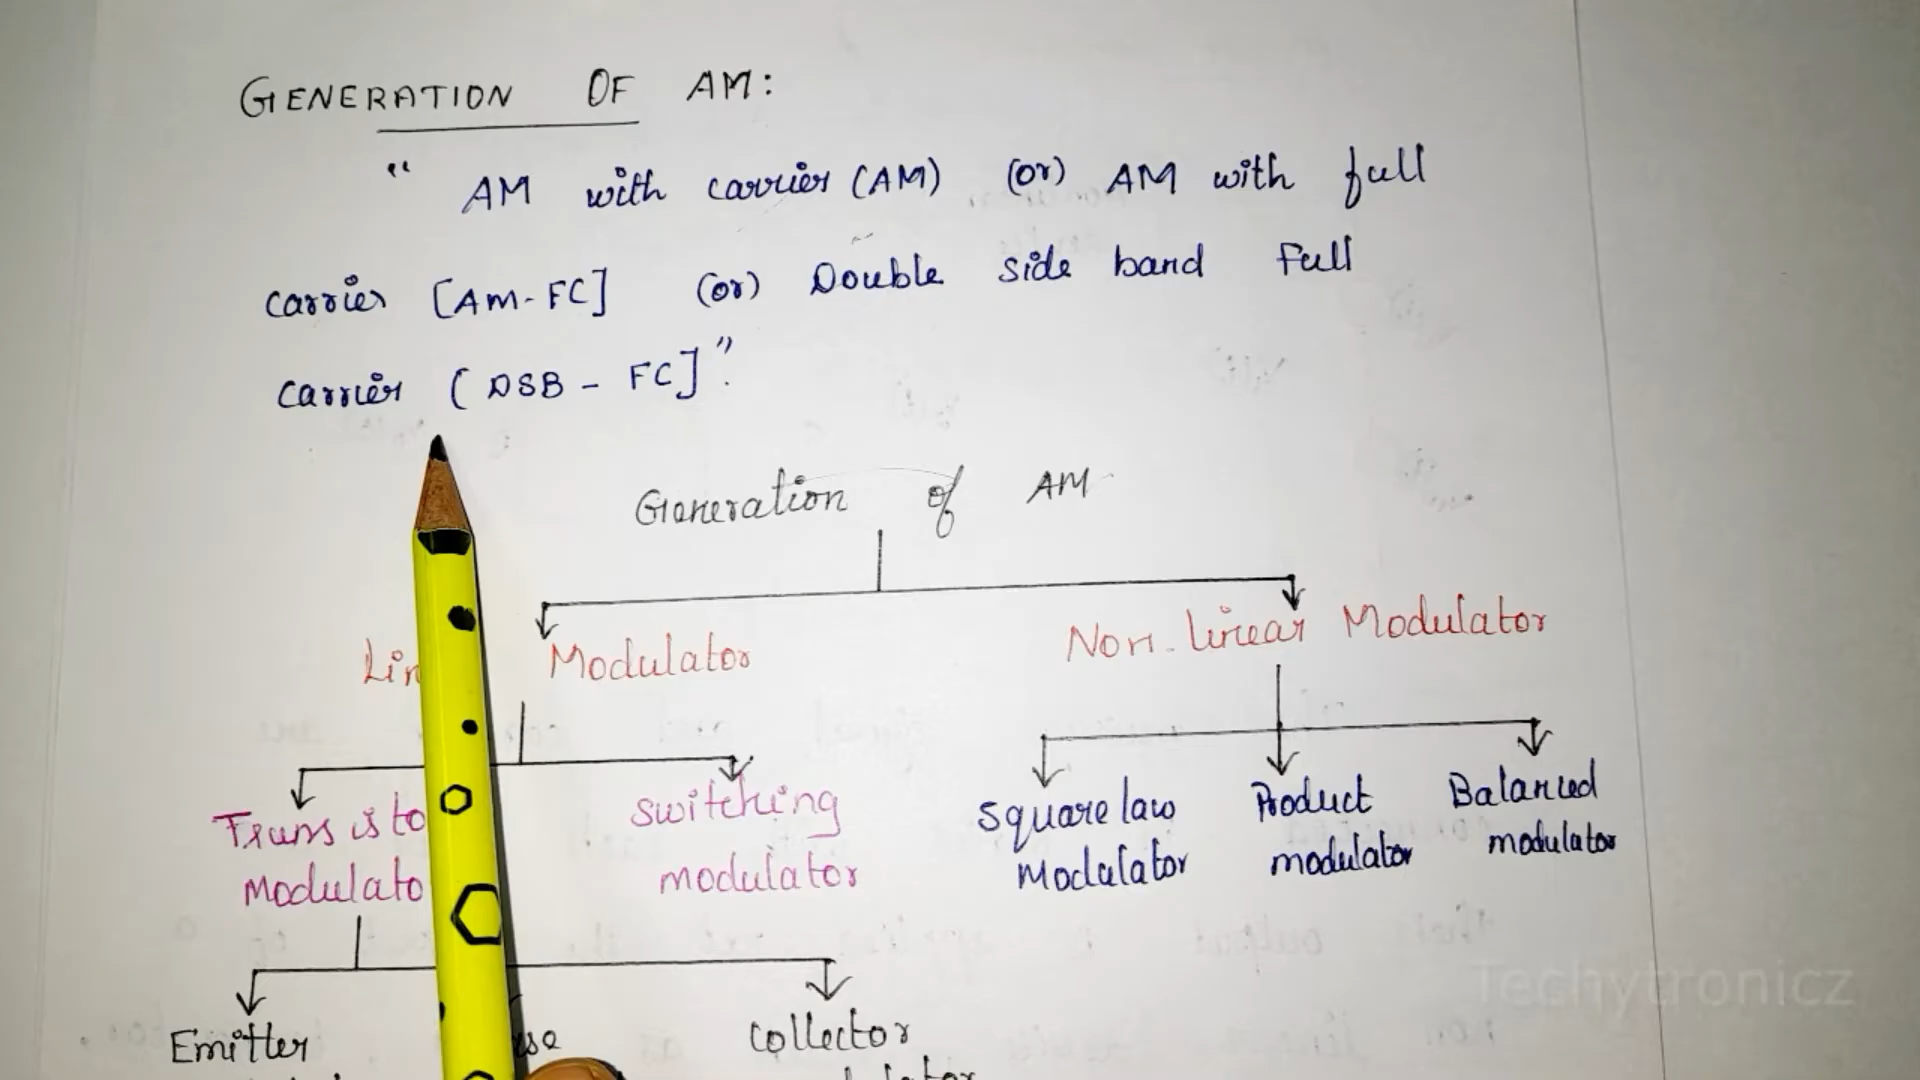 GENERATION OF AM:
" AM with carrier (AM) (or) AM with full
carrier [AM-FC] (or) Double side band Full
carrier (DSB - FC]".
Generation of AM
Modulator
Non-linear Modulator
Switching
modulator
Square law
Modulator
Product
modulator
Balanced
modulator
Emitter
Collector
Techytronicz